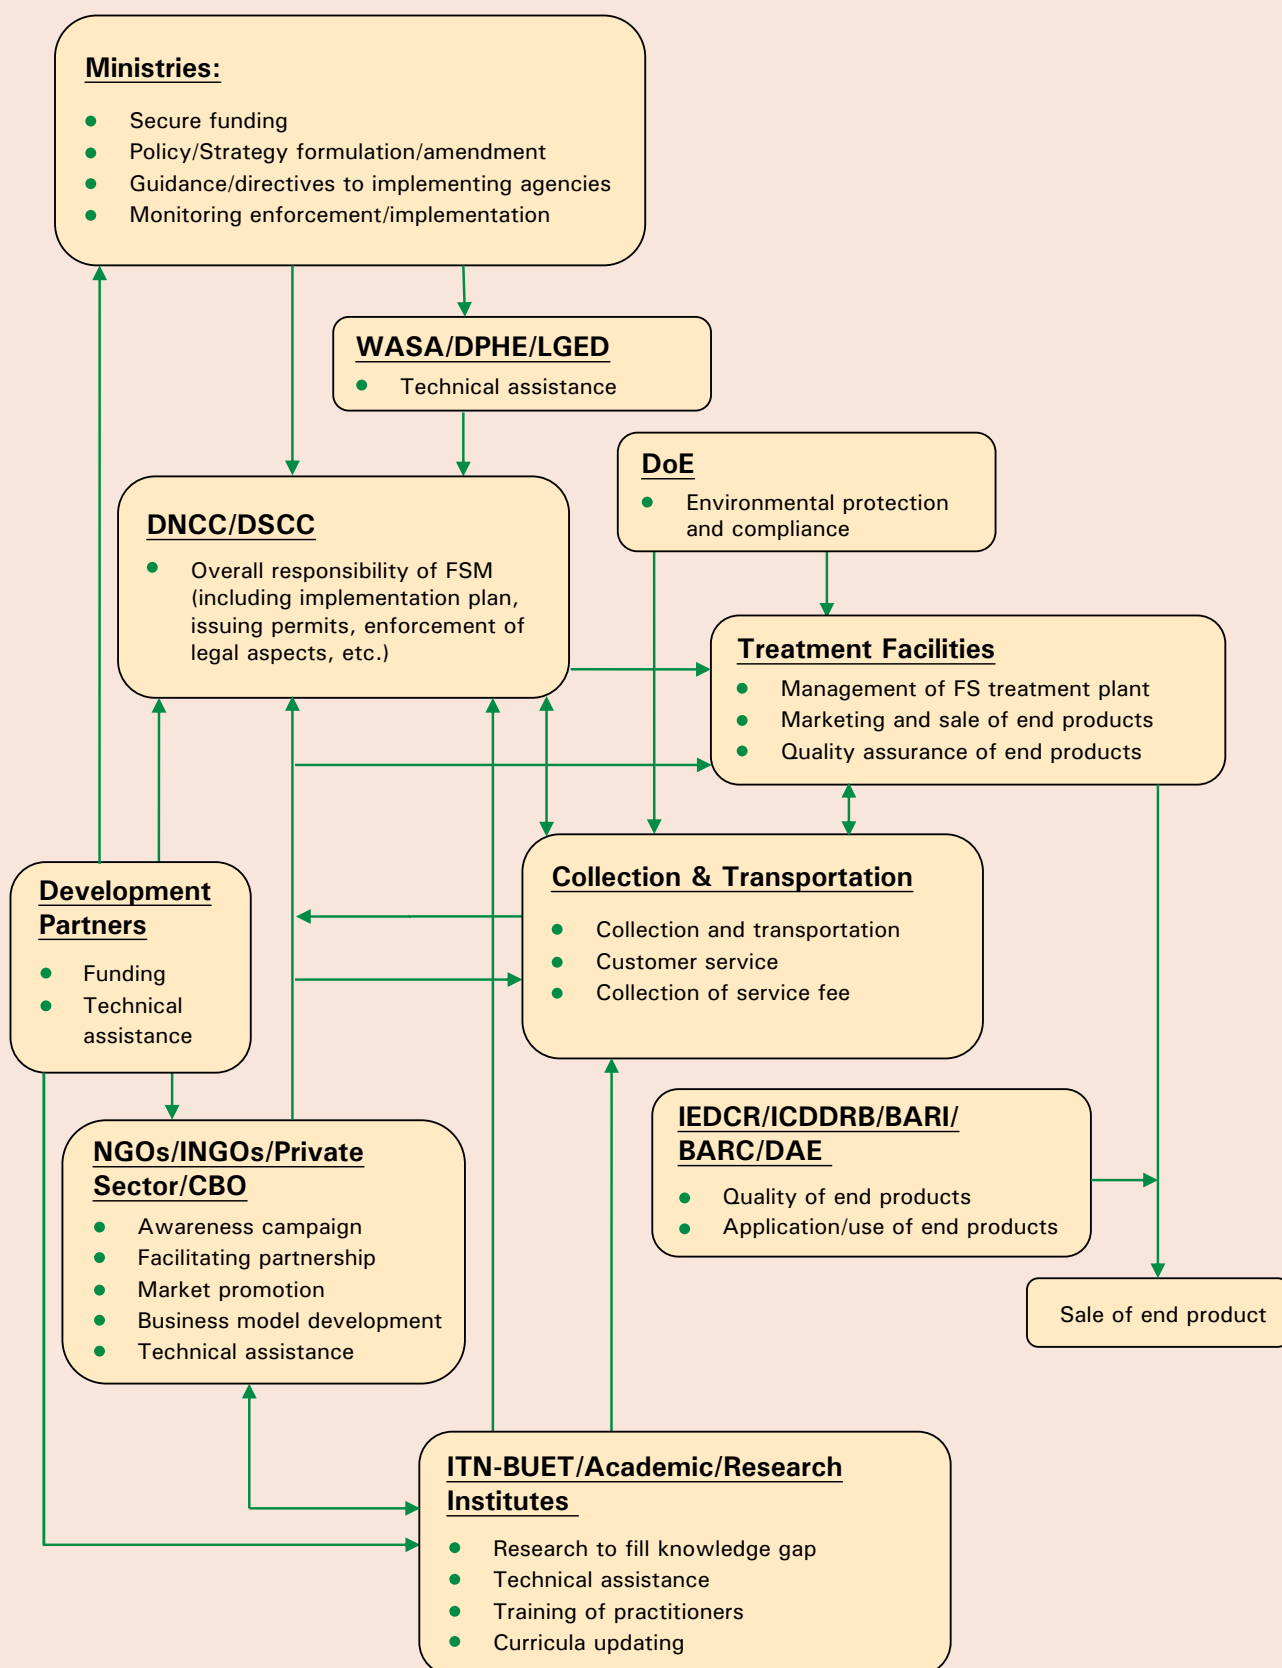 Ministries:
Secure funding
Policy/Strategy formulation/amendment
Guidance/directives to implementing agencies
Monitoring enforcement/implementation
WASA/DPHE/LGED
Technical assistance
DoE
Environmental protection
and compliance
DNCC/DSCC
Overall responsibility of FSM
(including implementation plan,
issuing permits, enforcement of
legal aspects, etc.)
Treatment Facilities
Management of FS treatment plant
Marketing and sale of end products
Quality assurance of end products
Collection & Transportation
Collection and transportation
Customer service
Collection of service fee
Development
Partners
Funding
Technical
assistance
IEDCR/ICDDRB/BARI/
BARC/DAE
Quality of end products
Application/use of end products
NGOs/INGOs/Private
Sector/CBO
Awareness campaign
Facilitating partnership
Market promotion
Business model development
Technical assistance
Sale of end product
ITN-BUET/Academic/Research
Institutes
Research to fill knowledge gap
Technical assistance
Training of practitioners
Curricula updating